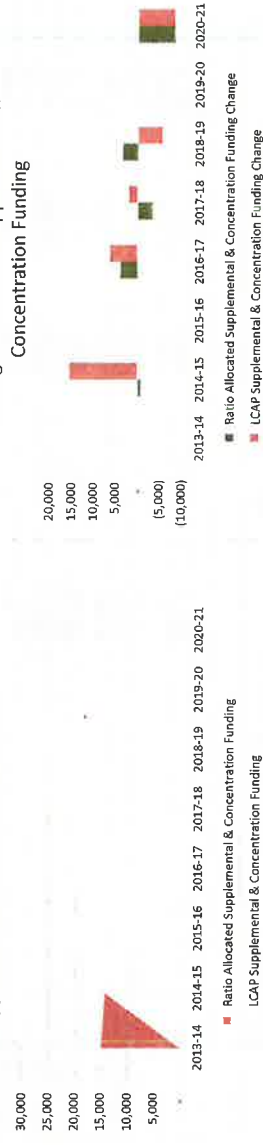 30,000
25,000
20,000
15,000
10,000
5,000
2013-14 2014-15 2015-16 2016-17 2017-18 2018-19 2019-20 2020-21
Ratio Allocated Supplemental & Concentration Funding
LCAP Supplemental & Concentration Funding
Concentration Funding
20,000
15,000
10,000
5,000
(5,000)
(10,000)
2013-14 2014-15 2015-16 2016-17 2017-18 2018-19 2019-20 2020-21
Ratio Allocated Supplemental & Concentration Funding Change
LCAP Supplemental & Concentration Funding Change